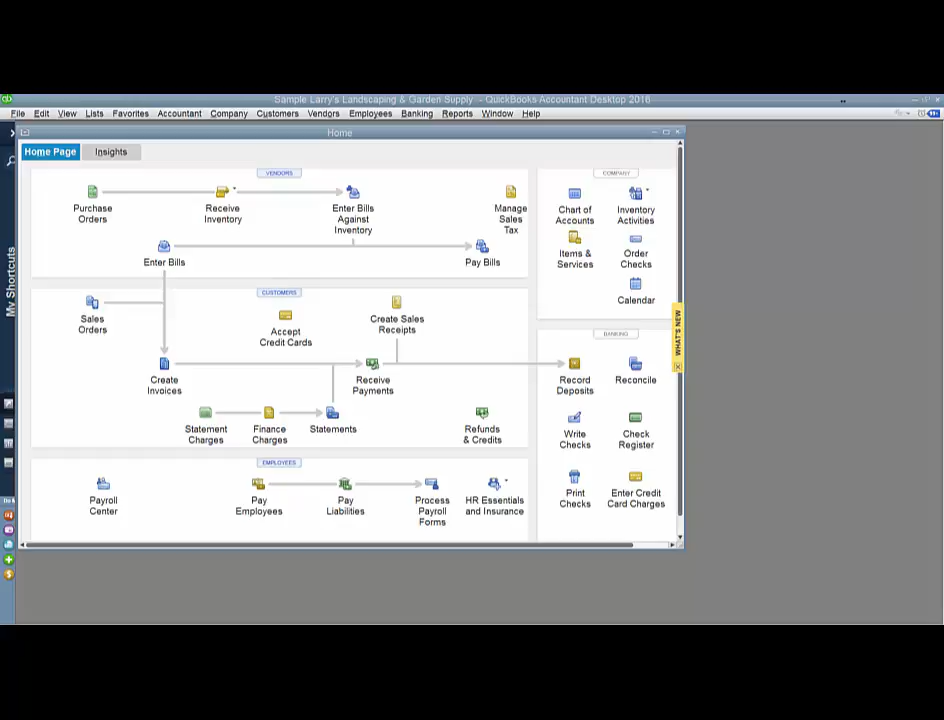 Sample Larry's Landscaping & Garden Supply - QuickBooks Accountant Desktop 2016
File Edit View Lists Favorites Accountant Company Customers Vendors Employees Banking Reports Window Help
Home
Home Page
Insights
My Shortcuts
VENDORS
Purchase
Orders
Receive
Inventory
Enter Bills
Against
Inventory
Manage
Sales
Tax
Enter Bills
Pay Bills
CUSTOMERS
Sales
Orders
Accept
Credit Cards
Create Sales
Receipts
Create
Invoices
Receive
Payments
Statement
Charges
Finance
Charges
Statements
Refunds
& Credits
EMPLOYEES
Payroll
Center
Pay
Employees
Pay
Liabilities
Process
Payroll
Forms
HR Essentials
and Insurance
COMPANY
Chart of
Accounts
Inventory
Activities
Items &
Services
Order
Checks
Calendar
BANKING
Record
Deposits
Reconcile
Write
Checks
Check
Register
Print
Checks
Enter Credit
Card Charges
WHAT'S NEW